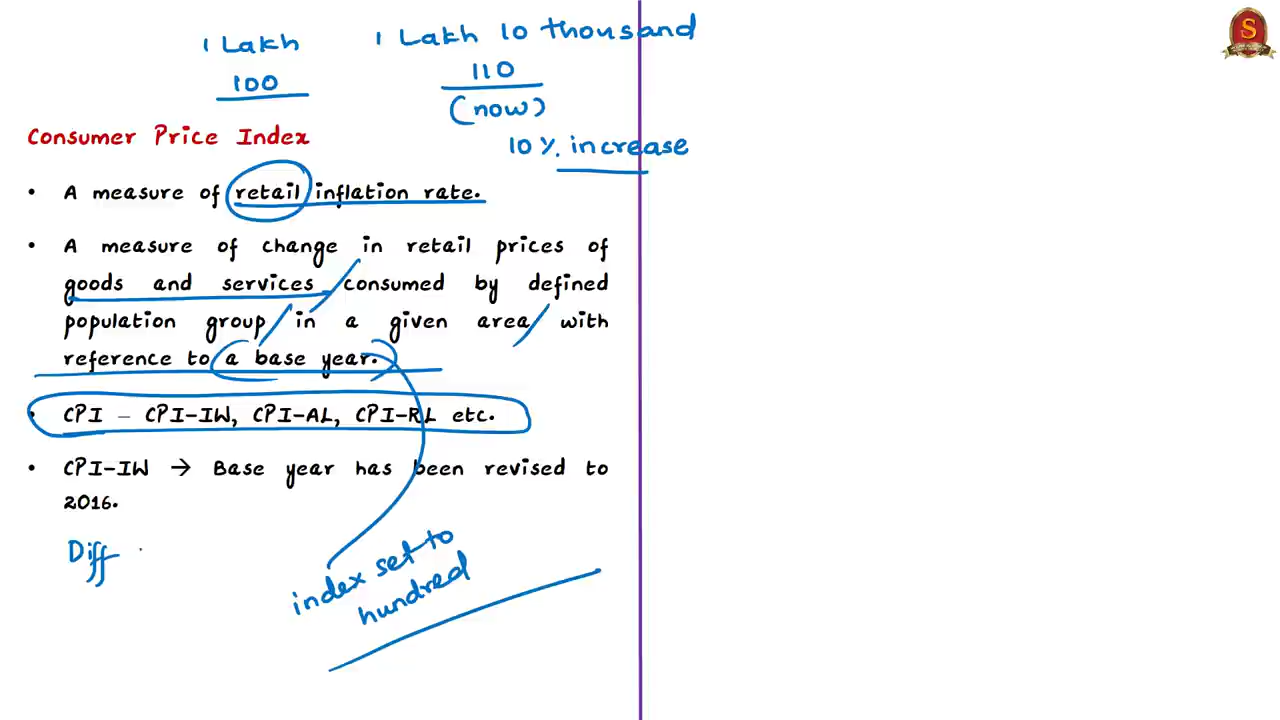 1 Lakh 1 Lakh 10 thousand
100 110
(now)
Consumer Price Index
10% increase
• A measure of retail inflation rate.
• A measure of change in retail prices of
goods and services consumed by defined
population group in a given area with
reference to a base year.
• CPI – CPI-IW, CPI-AL, CPI-RL etc.
• CPI-IW → Base year has been revised to
2016.
Diff
index set to
hundred
S